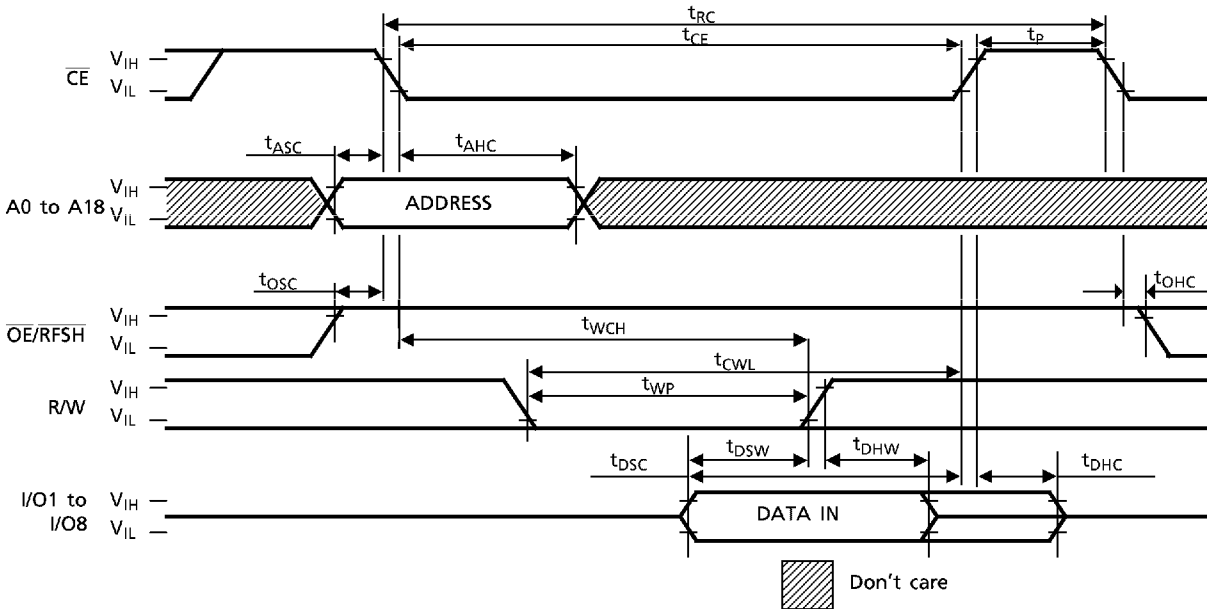 tRC
tCE
tP
CE
VIH
VIL
tASC
tAHC
A0 to A18
VIH
VIL
ADDRESS
tOSC
tOHC
OE/RFSH
VIH
VIL
tWCH
tCWL
R/W
VIH
VIL
tWP
tDSC
tDSW
tDHW
tDHC
I/O1 to
I/O8
VIH
VIL
DATA IN
Don't care